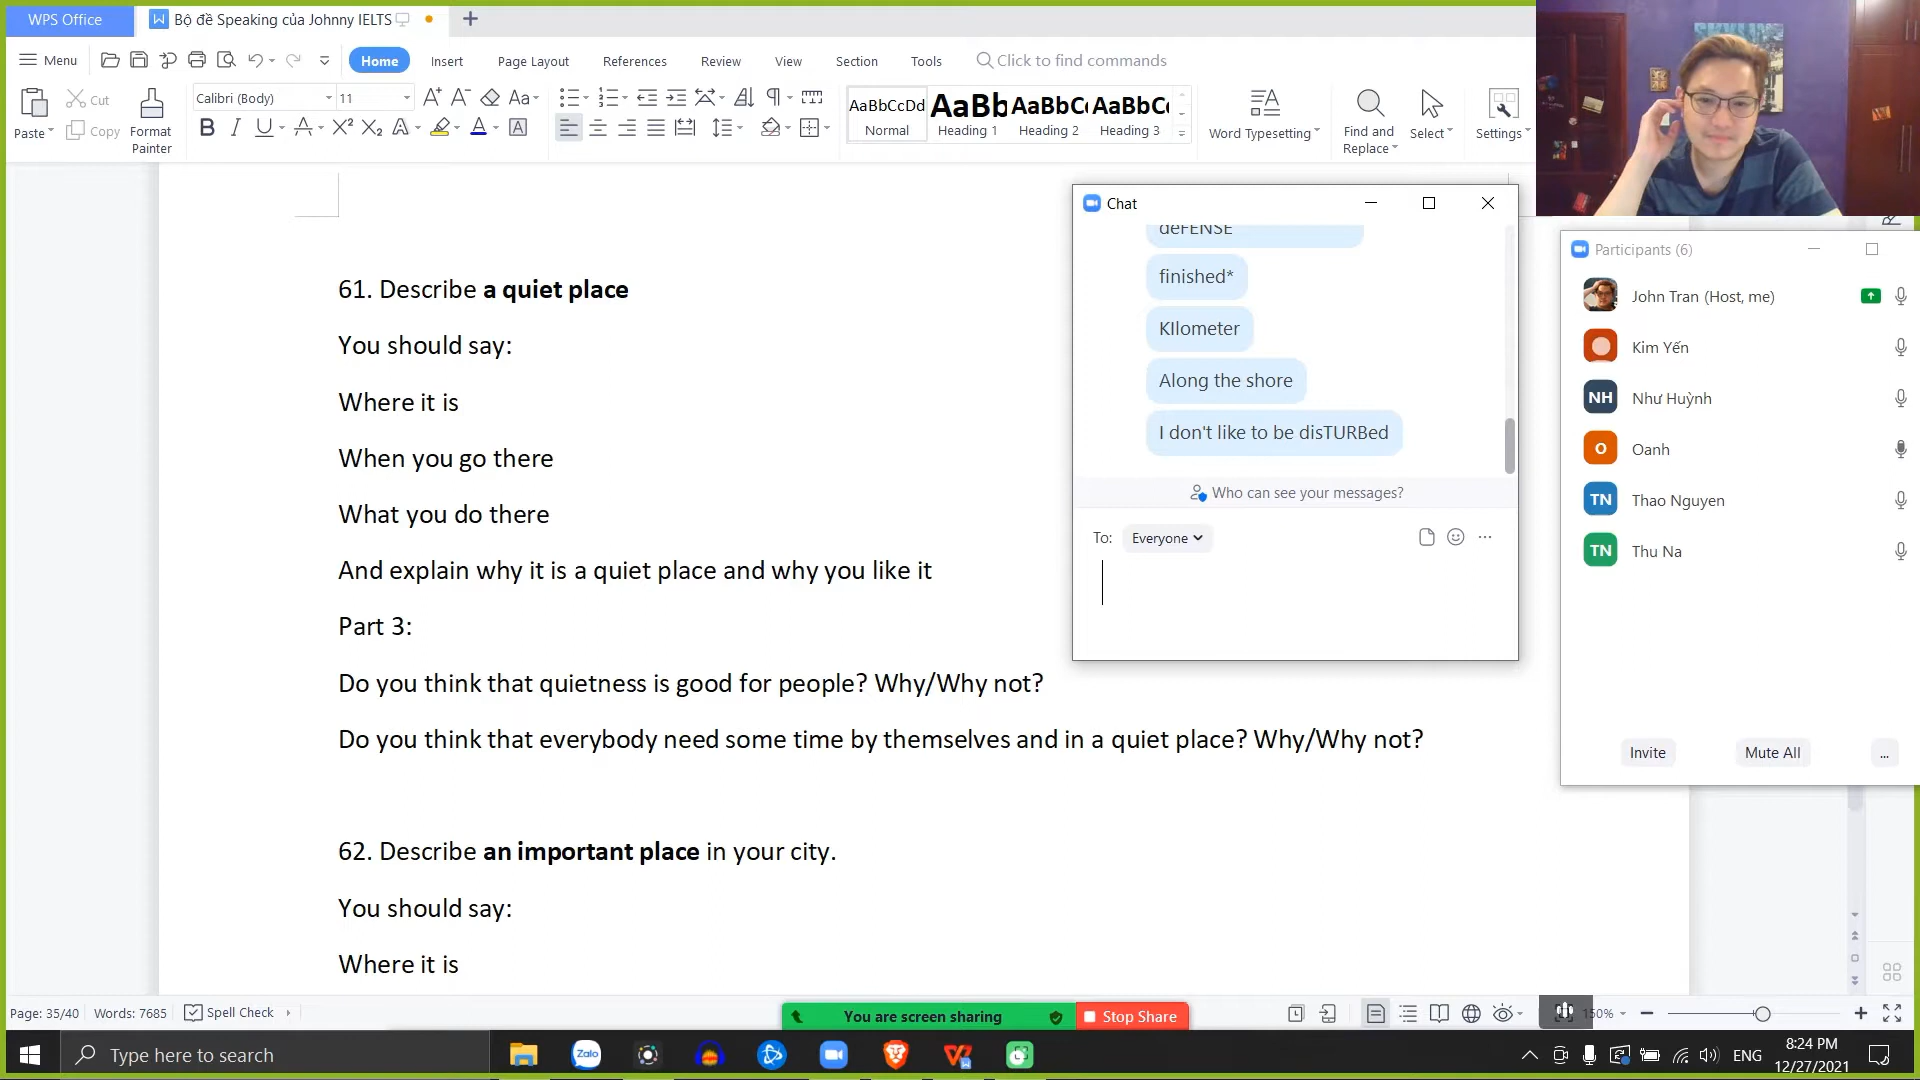 WPS Office
Bộ đề Speaking của Johnny IELTS
Menu
Home
Insert
Page Layout
References
Review
View
Section
Tools
Click to find commands
Paste
Cut
Copy
Format
Painter
Calibri (Body)
11
AaBbCcDd
Normal
AaBb
Heading 1
AaBbC
Heading 2
AaBbC
Heading 3
Word Typesetting
Find and
Replace
Select
Settings
61. Describe a quiet place
You should say:
Where it is
When you go there
What you do there
And explain why it is a quiet place and why you like it
Part 3:
Do you think that quietness is good for people? Why/Why not?
Do you think that everybody need some time by themselves and in a quiet place? Why/Why not?
62. Describe an important place in your city.
You should say:
Where it is
Chat
deFENSE
finished*
KIlometer
Along the shore
I don't like to be disTURBed
Who can see your messages?
To: Everyone
Participants (6)
John Tran (Host, me)
Kim Yến
NH Như Huỳnh
O Oanh
TN Thao Nguyen
TN Thu Na
Invite
Mute All
...
Page: 35/40
Words: 7685
Spell Check
You are screen sharing
Stop Share
150%
Type here to search
Zalo
ENG
8:24 PM
12/27/2021